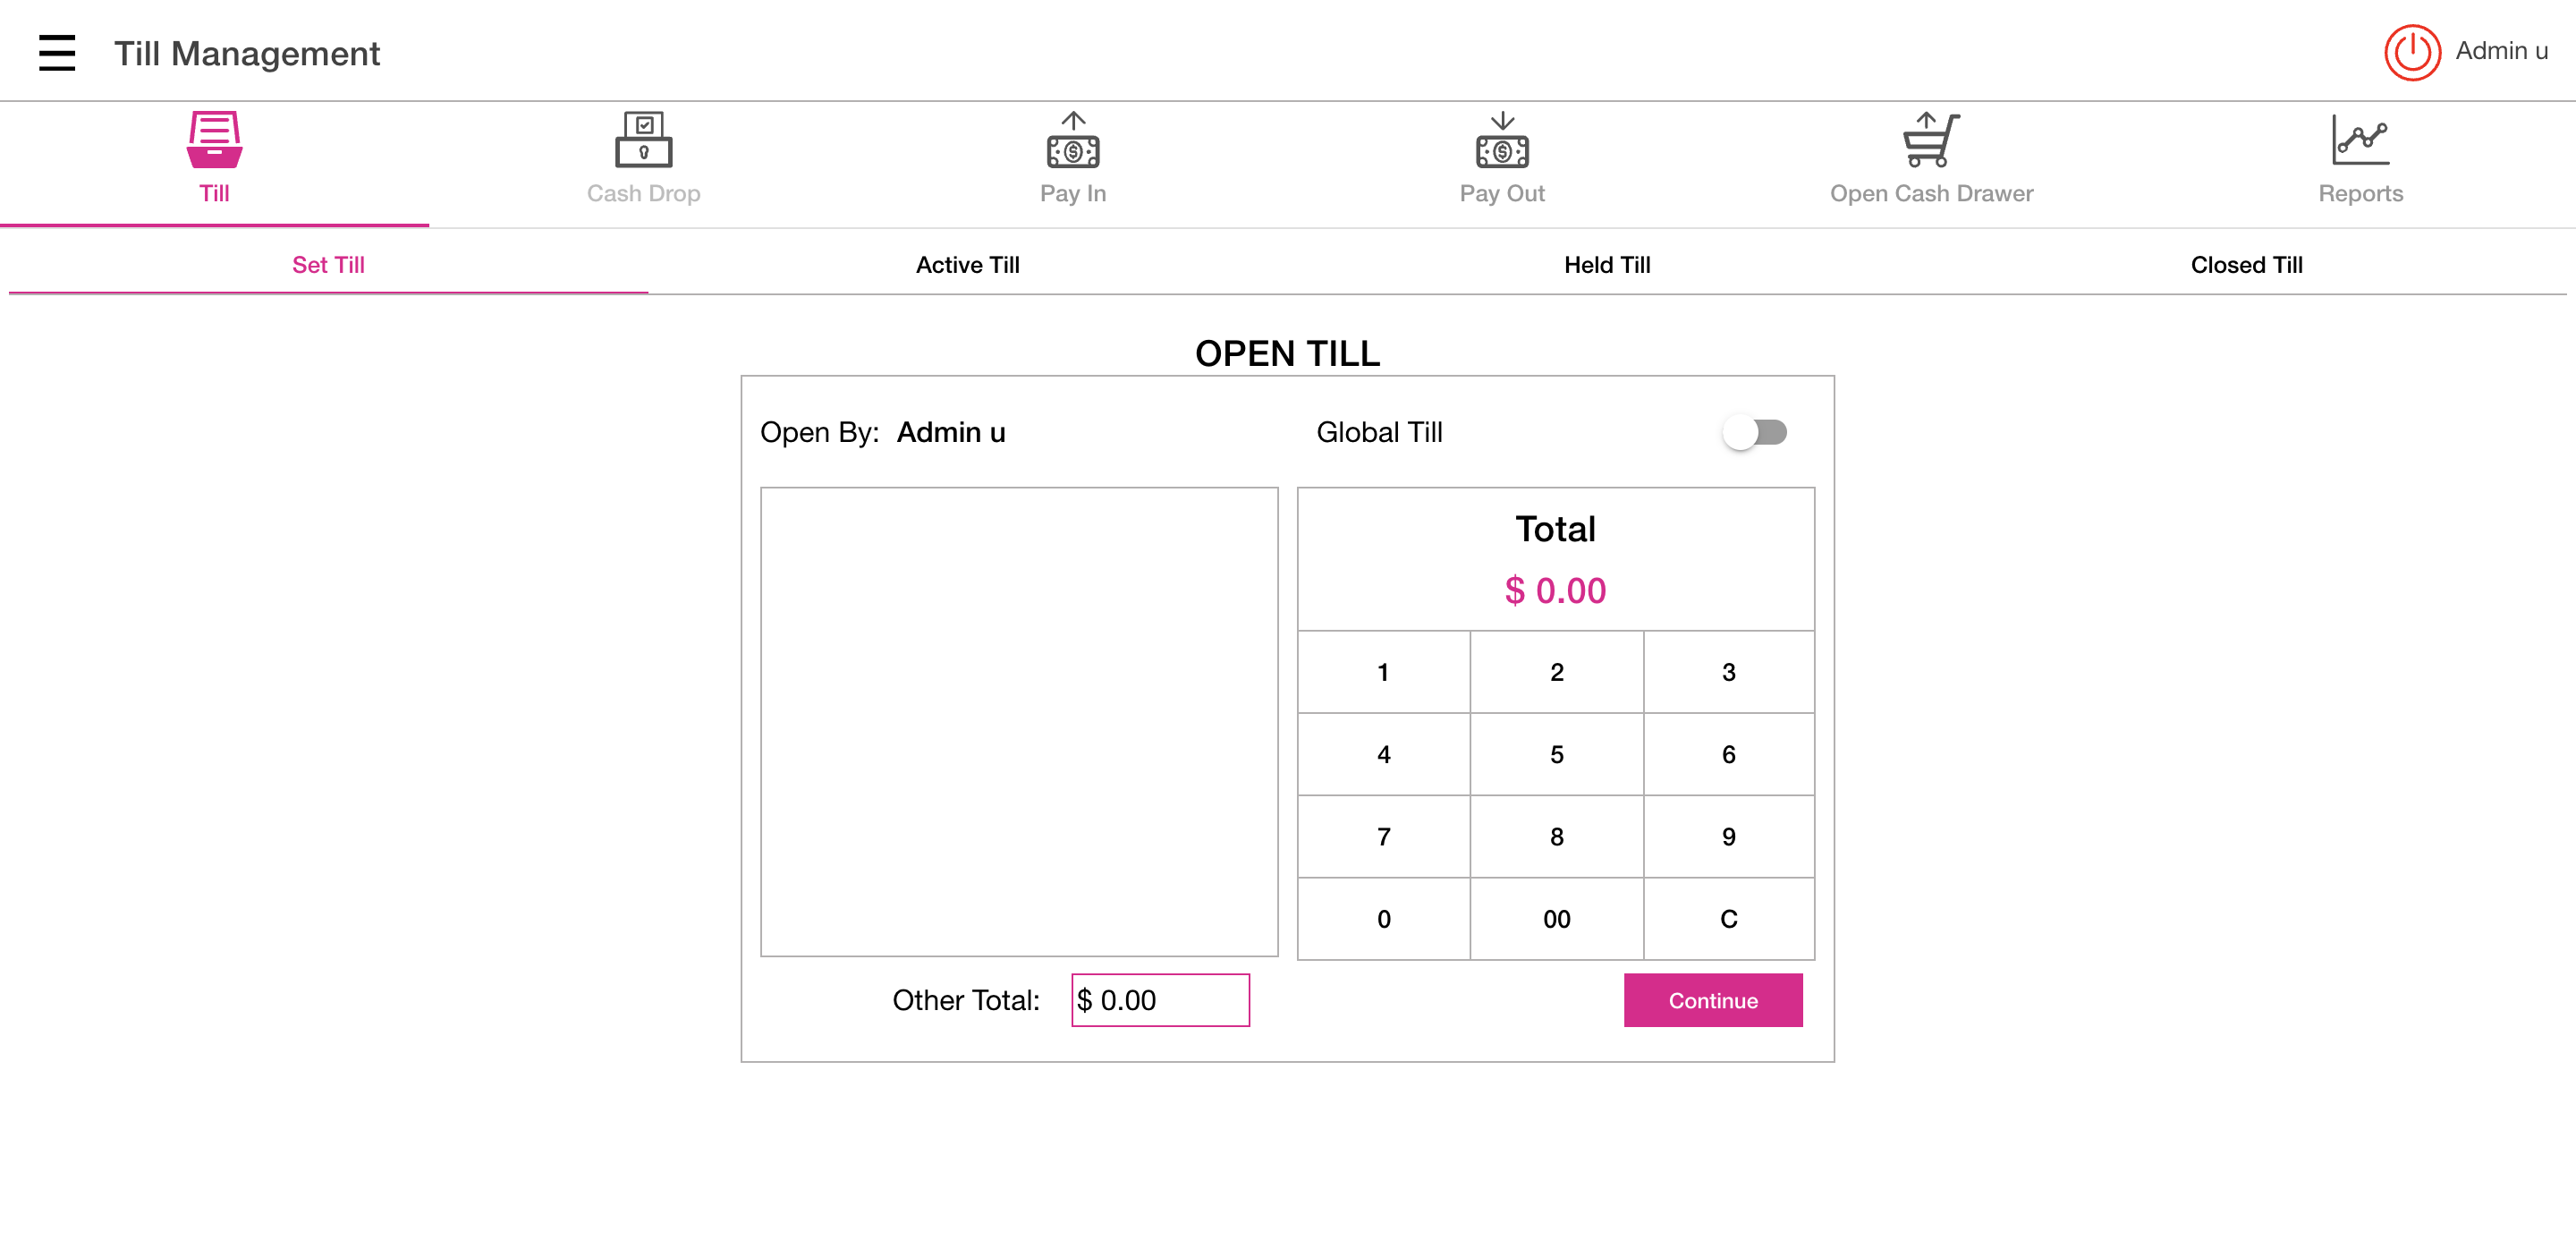 Till Management
Admin u
Till
Cash Drop
Pay In
Pay Out
Open Cash Drawer
Reports
Set Till
Active Till
Held Till
Closed Till
OPEN TILL
Open By: Admin u
Global Till
Total
$ 0.00
1 2 3
4 5 6
7 8 9
0 00 C
Other Total: $ 0.00
Continue